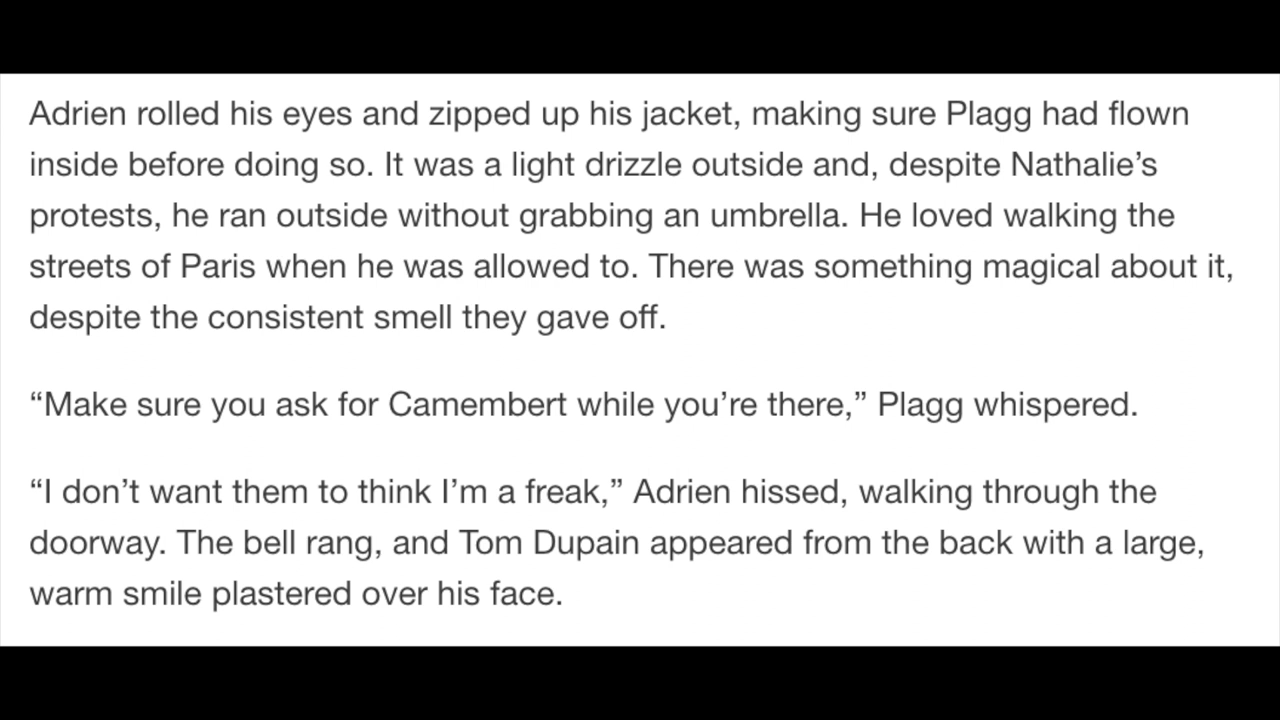 Adrien rolled his eyes and zipped up his jacket, making sure Plagg had flown
inside before doing so. It was a light drizzle outside and, despite Nathalie’s
protests, he ran outside without grabbing an umbrella. He loved walking the
streets of Paris when he was allowed to. There was something magical about it,
despite the consistent smell they gave off.
“Make sure you ask for Camembert while you’re there,” Plagg whispered.
“I don’t want them to think I’m a freak,” Adrien hissed, walking through the
doorway. The bell rang, and Tom Dupain appeared from the back with a large,
warm smile plastered over his face.